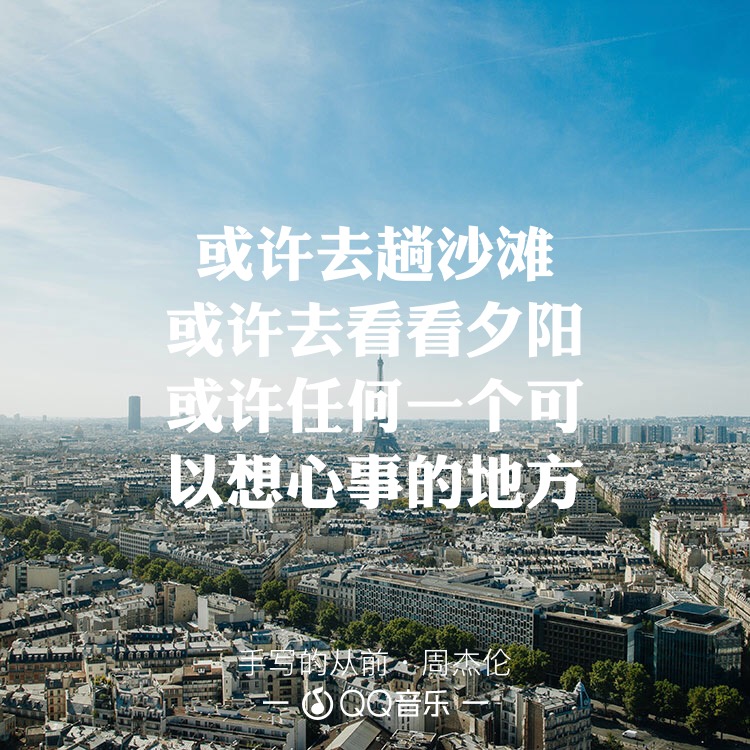 或许去趟沙滩
或许去看看夕阳
或许任何一个可
以想心事的地方
手写的从前 - 周杰伦
— QQ音乐 —